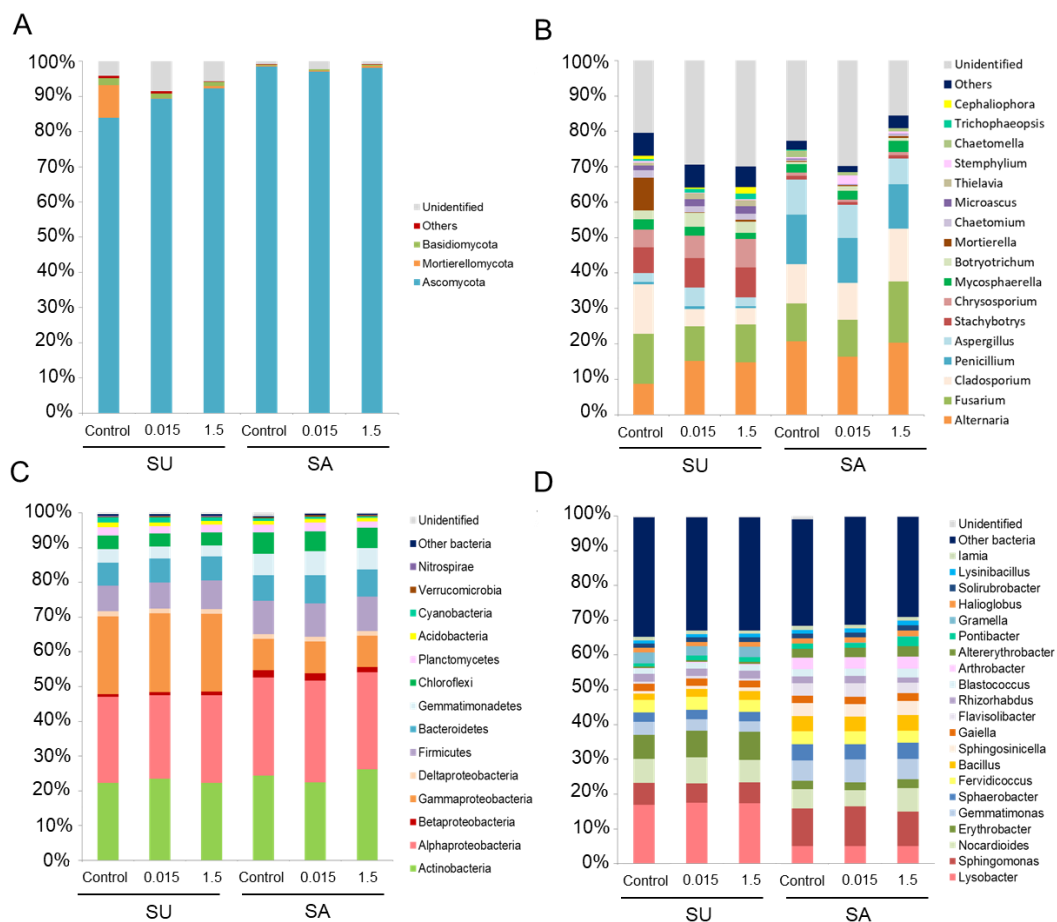 A
100%
90%
80%
70%
60%
50%
40%
30%
20%
10%
0%
Control 0.015 1.5 Control 0.015 1.5
SU SA
Unidentified
Others
Basidiomycota
Mortierellomycota
Ascomycota
B
100%
90%
80%
70%
60%
50%
40%
30%
20%
10%
0%
Control 0.015 1.5 Control 0.015 1.5
SU SA
Unidentified
Others
Cephaliophora
Trichophaeopsis
Chaetomella
Stemphylium
Thielavia
Microascus
Chaetomium
Mortierella
Botryotrichum
Mycosphaerella
Chrysosporium
Stachybotrys
Aspergillus
Penicillium
Cladosporium
Fusarium
Alternaria
C
100%
90%
80%
70%
60%
50%
40%
30%
20%
10%
0%
Control 0.015 1.5 Control 0.015 1.5
SU SA
Unidentified
Other bacteria
Nitrospirae
Verrucomicrobia
Cyanobacteria
Acidobacteria
Planctomycetes
Chloroflexi
Gemmatimonadetes
Bacteroidetes
Firmicutes
Deltaproteobacteria
Gammaproteobacteria
Betaproteobacteria
Alphaproteobacteria
Actinobacteria
D
100%
90%
80%
70%
60%
50%
40%
30%
20%
10%
0%
Control 0.015 1.5 Control 0.015 1.5
SU SA
Unidentified
Other bacteria
Iamia
Lysinibacillus
Solirubrobacter
Halioglobus
Gramella
Pontibacter
Altererythrobacter
Arthrobacter
Blastococcus
Rhizorhabdus
Flavisolibacter
Gaiella
Sphingosinicella
Bacillus
Fervidicoccus
Sphaerobacter
Gemmatimonas
Erythrobacter
Nocardioides
Sphingomonas
Lysobacter